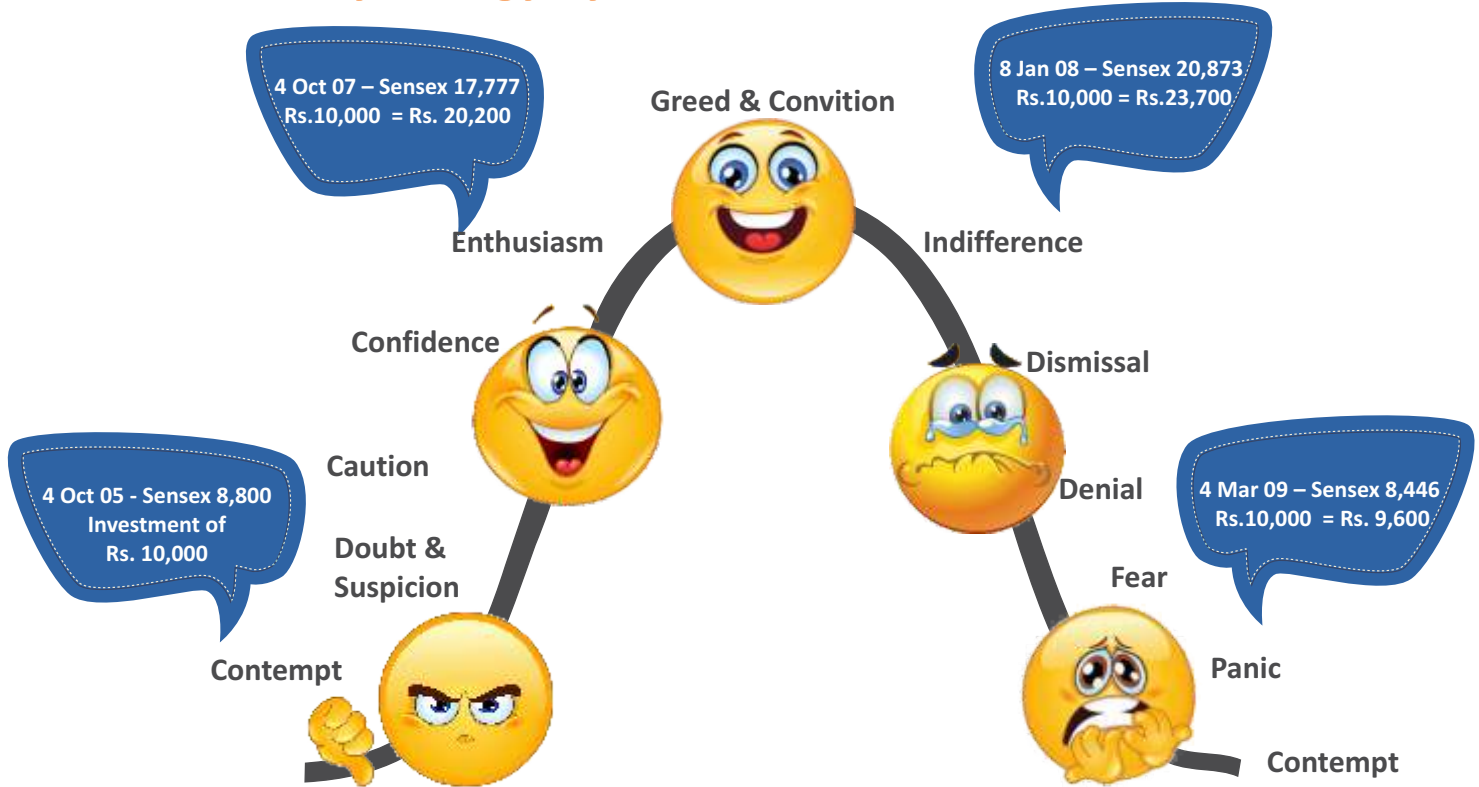 4 Oct 07 – Sensex 17,777
Rs.10,000 = Rs. 20,200
8 Jan 08 – Sensex 20,873
Rs.10,000 = Rs.23,700
Greed & Convition
Enthusiasm
Indifference
Confidence
Dismissal
Caution
Denial
4 Oct 05 - Sensex 8,800
Investment of
Rs. 10,000
4 Mar 09 – Sensex 8,446
Rs.10,000 = Rs. 9,600
Doubt &
Suspicion
Fear
Contempt
Panic
Contempt